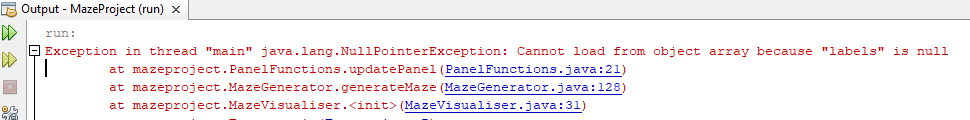 Output - MazeProject (run) ×
run:
Exception in thread "main" java.lang.NullPointerException: Cannot load from object array because "labels" is null
at mazeproject.PanelFunctions.updatePanel(PanelFunctions.java:21)
at mazeproject.MazeGenerator.generateMaze(MazeGenerator.java:128)
at mazeproject.MazeVisualiser.<init>(MazeVisualiser.java:31)